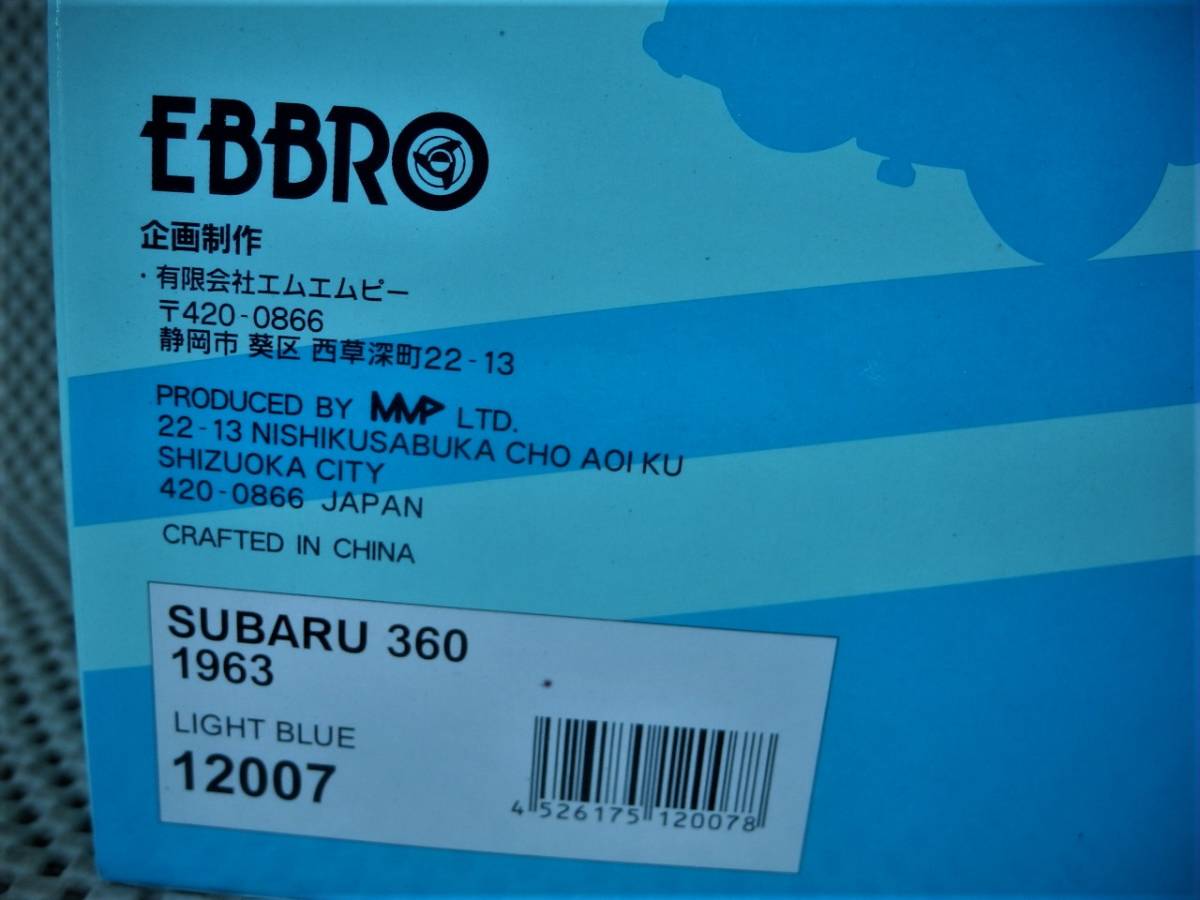 EBBRO
企画制作
・有限会社エムエムピー
〒420-0866
静岡市 葵区 西草深町22-13
PRODUCED BY MMP LTD.
22-13 NISHIKUSABUKA CHO AOI KU
SHIZUOKA CITY
420-0866 JAPAN
CRAFTED IN CHINA
SUBARU 360
1963
LIGHT BLUE
12007
4 526175 120078